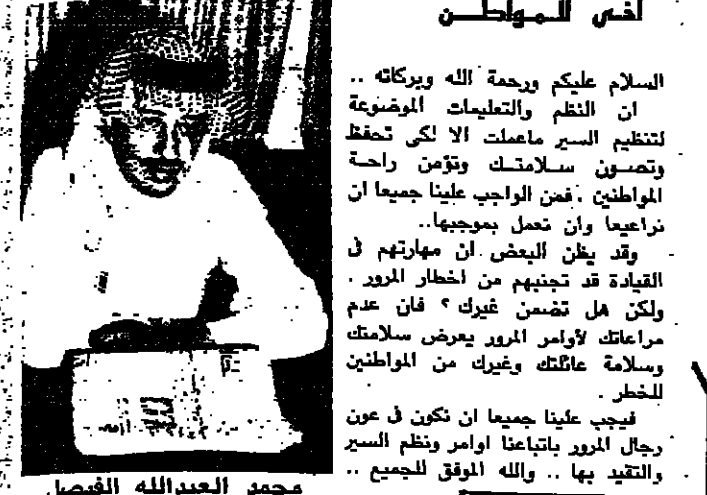 أخى المواطن
السلام عليكم ورحمة الله وبركاته ..
ان النظم والتعليمات الموضوعة
لتنظيم السير ماعملت الا لكى تحفظ
وتصون سلامتك وتؤمن راحة
المواطنين . فمن الواجب علينا جميعا ان
نراعيها وان نعمل بموجبها..
وقد يظن البعض ان مهارتهم فى
القيادة قد تجنبهم من اخطار المرور .
ولكن هل تضمن غيرك ؟ فان عدم
مراعاتك لأوامر المرور يعرض سلامتك
وسلامة عائلتك وغيرك من المواطنين
للخطر .
فيجب علينا جميعا ان نكون فى عون
رجال المرور باتباعنا اوامر ونظم السير
والتقيد بها .. والله الموفق للجميع ..
محمد العبدالله الفيصل